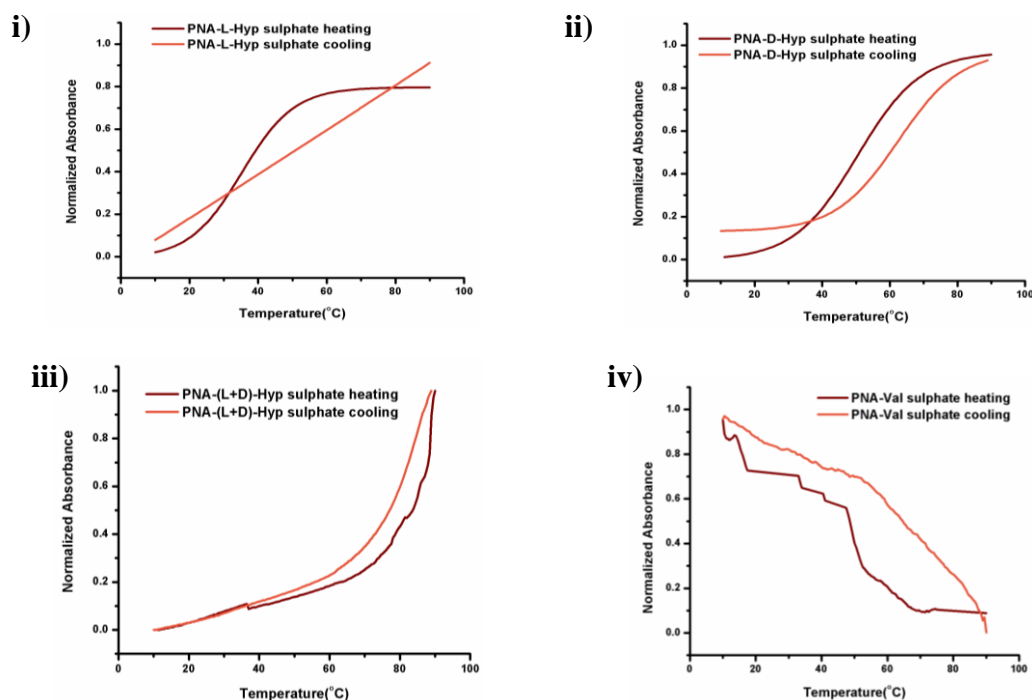 i)
PNA-L-Hyp sulphate heating
PNA-L-Hyp sulphate cooling
1.0
0.8
0.6
0.4
0.2
0.0
Normalized Absorbance
0 20 40 60 80 100
Temperature(°C)
ii)
PNA-D-Hyp sulphate heating
PNA-D-Hyp sulphate cooling
1.0
0.8
0.6
0.4
0.2
0.0
Normalized Absorbance
0 20 40 60 80 100
Temperature(°C)
iii)
PNA-(L+D)-Hyp sulphate heating
PNA-(L+D)-Hyp sulphate cooling
1.0
0.8
0.6
0.4
0.2
0.0
Normalized Absorbance
0 20 40 60 80 100
Temperature(°C)
iv)
PNA-Val sulphate heating
PNA-Val sulphate cooling
1.0
0.8
0.6
0.4
0.2
0.0
Normalized Absorbance
0 20 40 60 80 100
Temperature(°C)